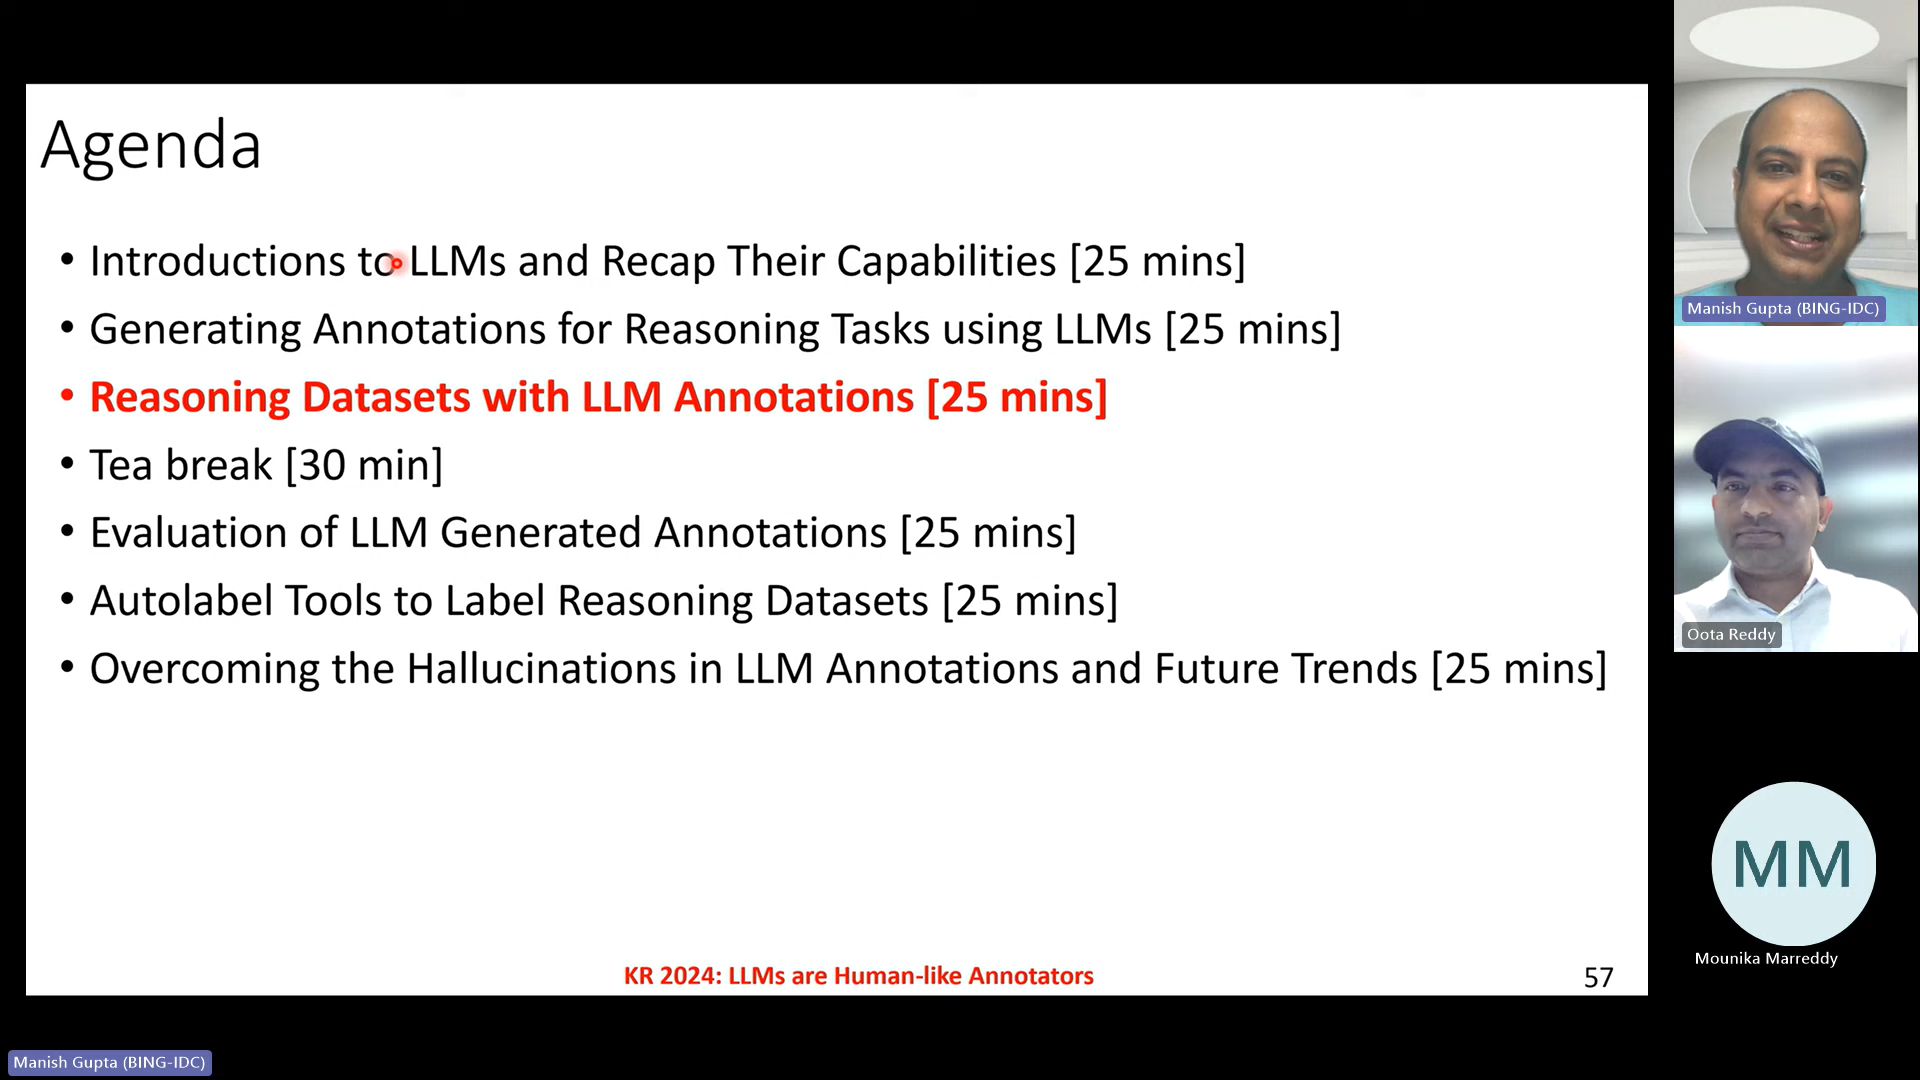 Agenda
• Introductions to LLMs and Recap Their Capabilities [25 mins]
• Generating Annotations for Reasoning Tasks using LLMs [25 mins]
• Reasoning Datasets with LLM Annotations [25 mins]
• Tea break [30 min]
• Evaluation of LLM Generated Annotations [25 mins]
• Autolabel Tools to Label Reasoning Datasets [25 mins]
• Overcoming the Hallucinations in LLM Annotations and Future Trends [25 mins]
KR 2024: LLMs are Human-like Annotators
57
Manish Gupta (BING-IDC)
Oota Reddy
MM
Mounika Marreddy
Manish Gupta (BING-IDC)